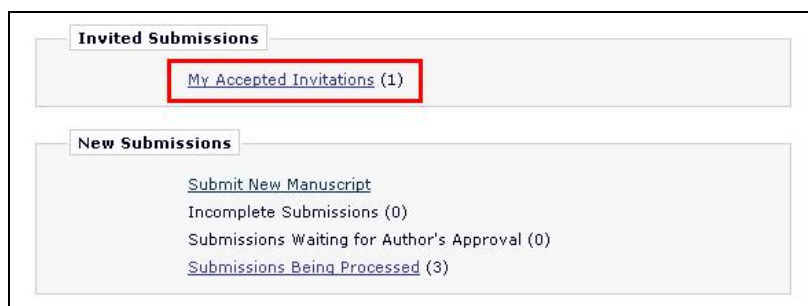 Invited Submissions
My Accepted Invitations (1)
New Submissions
Submit New Manuscript
Incomplete Submissions (0)
Submissions Waiting for Author's Approval (0)
Submissions Being Processed (3)